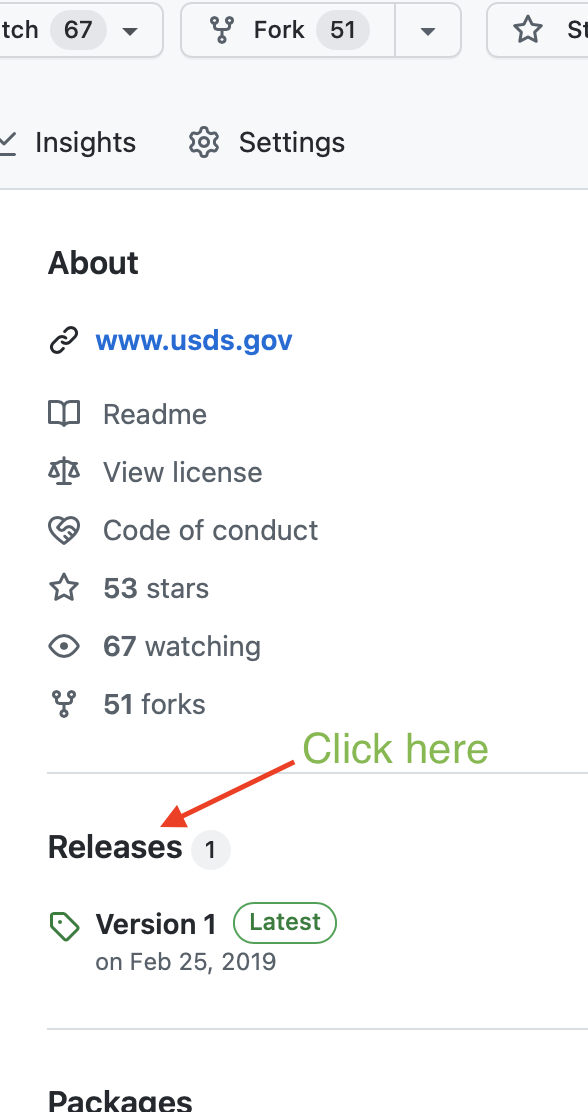 tch 67 Fork 51 St
Insights Settings
About
www.usds.gov
Readme
View license
Code of conduct
53 stars
67 watching
51 forks
Click here
Releases 1
Version 1 Latest
on Feb 25, 2019
Packages